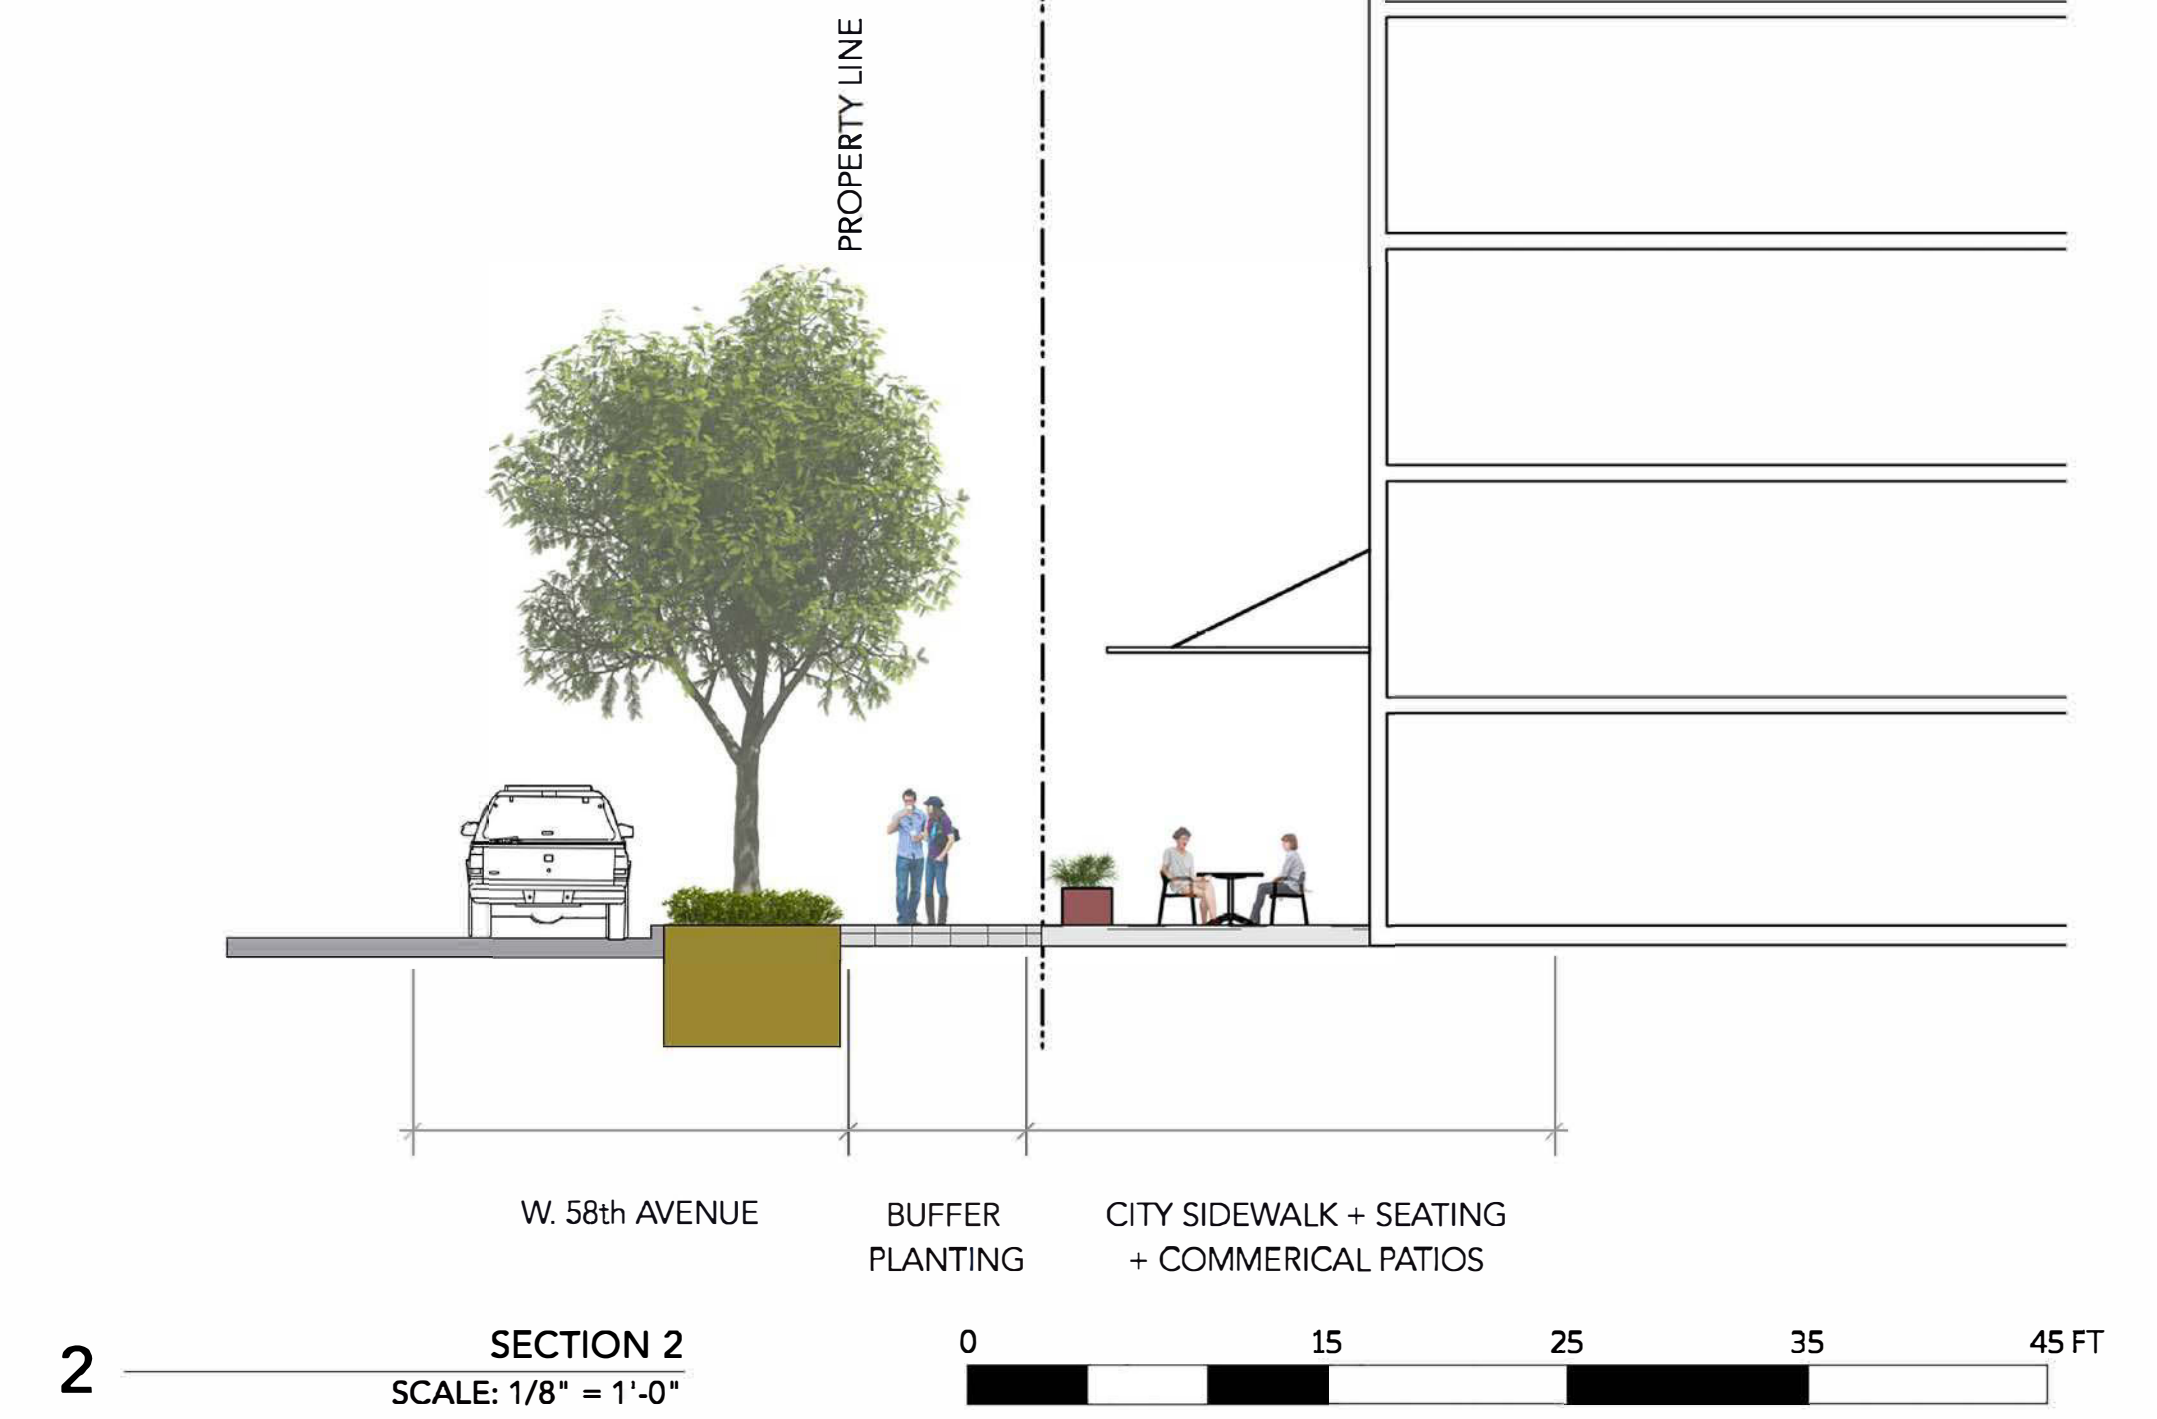 PROPERTY LINE
W. 58th AVENUE
BUFFER
PLANTING
CITY SIDEWALK + SEATING
+ COMMERICAL PATIOS
2
SECTION 2
SCALE: 1/8" = 1'-0"
0 15 25 35 45 FT